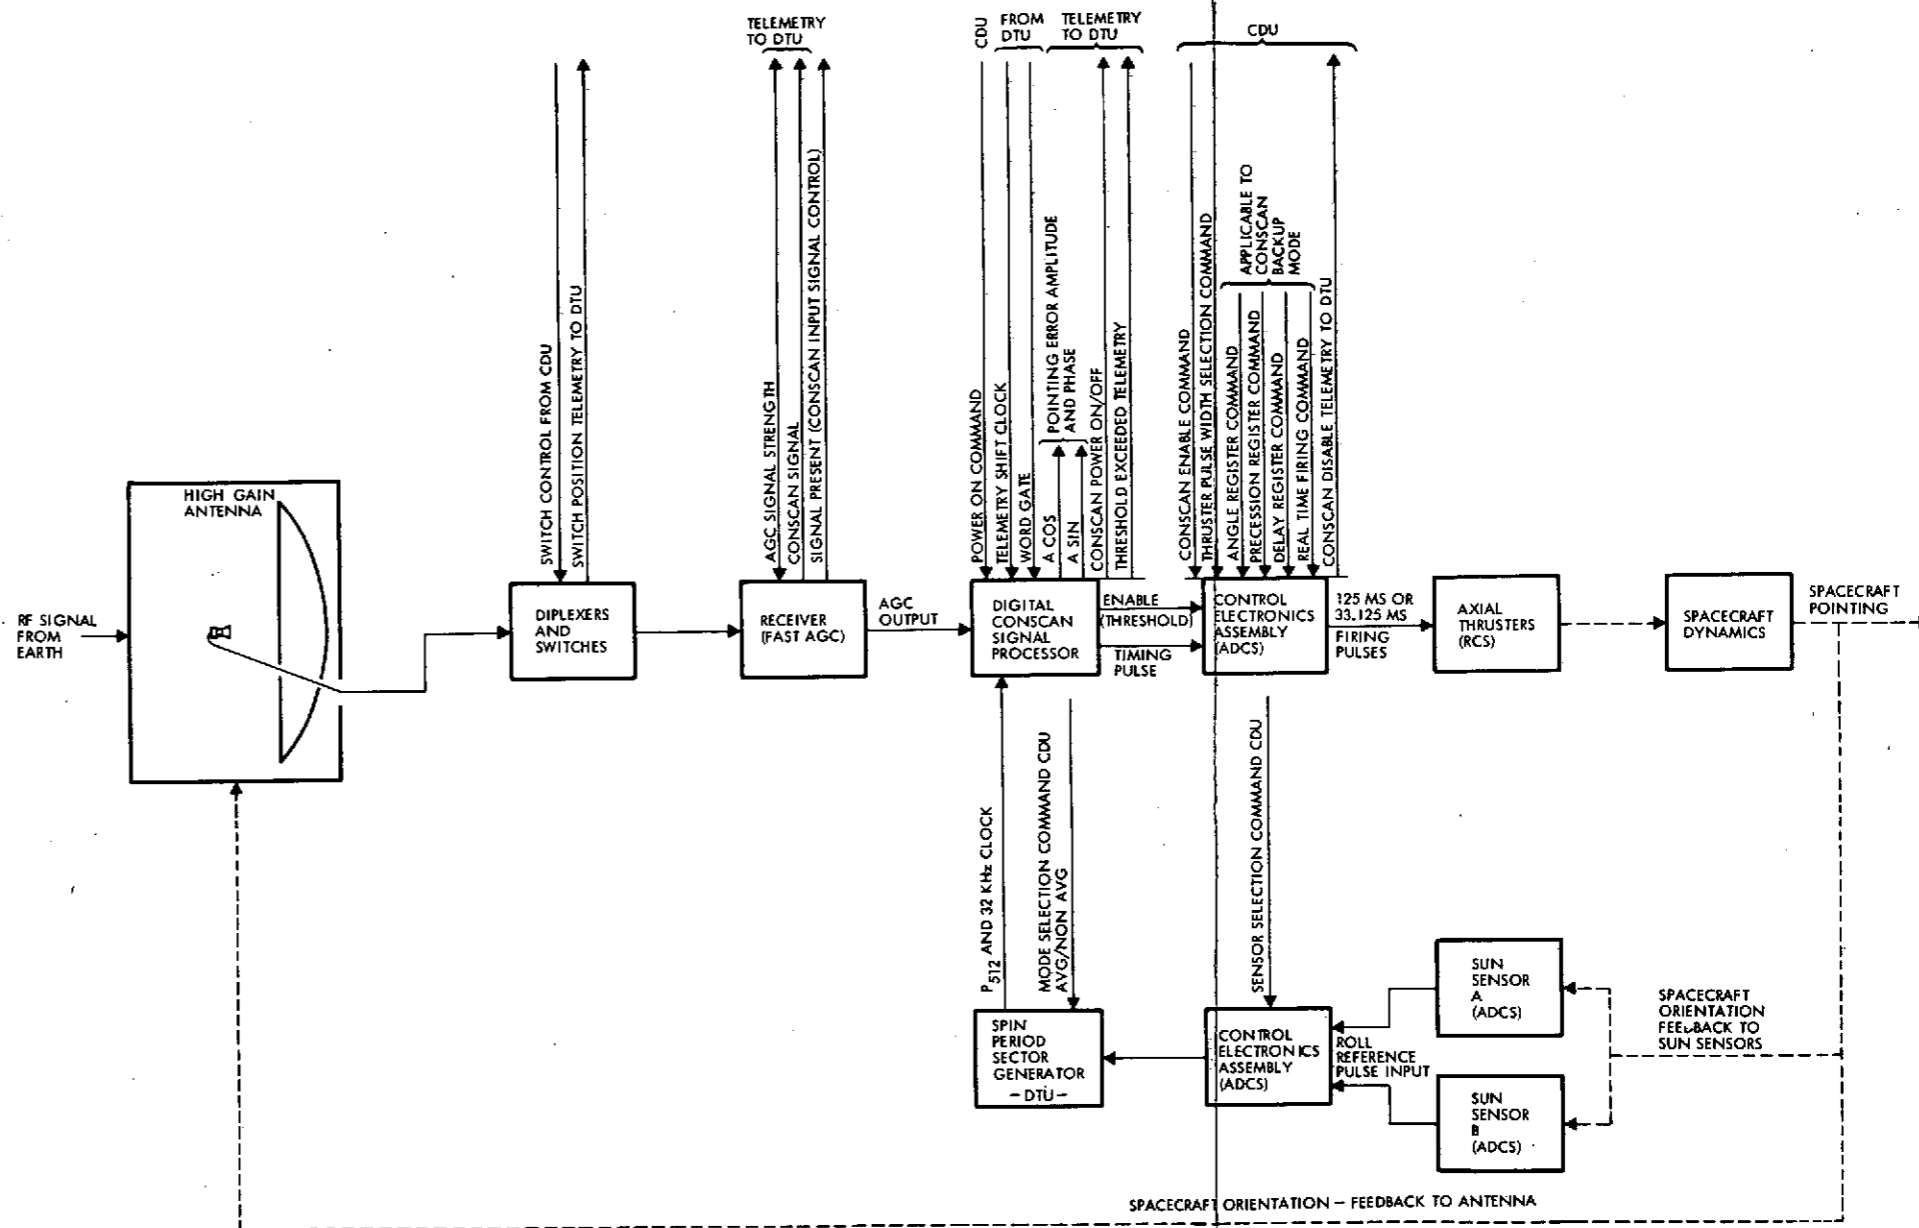 TELEMETRY
TO DTU
CDU
FROM
DTU
TELEMETRY
TO DTU
CDU
SWITCH CONTROL FROM CDU
SWITCH POSITION TELEMETRY TO DTU
AGC SIGNAL STRENGTH
CONSCAN SIGNAL
SIGNAL PRESENT (CONSCAN INPUT SIGNAL CONTROL)
POWER ON COMMAND
TELEMETRY SHIFT CLOCK
WORD GATE
A COS
A SIN
POINTING ERROR AMPLITUDE
AND PHASE
CONSCAN POWER ON/OFF
THRESHOLD EXCEEDED TELEMETRY
CONSCAN ENABLE COMMAND
THRUSTER PULSE WIDTH SELECTION COMMAND
APPLICABLE TO
CONSCAN
BACKUP
MODE
ANGLE REGISTER COMMAND
PRECESSION REGISTER COMMAND
DELAY REGISTER COMMAND
REAL TIME FIRING COMMAND
CONSCAN DISABLE TELEMETRY TO DTU
RF SIGNAL
FROM
EARTH
HIGH GAIN
ANTENNA
DIPLEXERS
AND
SWITCHES
RECEIVER
(FAST AGC)
AGC
OUTPUT
DIGITAL
CONSCAN
SIGNAL
PROCESSOR
ENABLE
(THRESHOLD)
TIMING
PULSE
CONTROL
ELECTRONICS
ASSEMBLY
(ADCS)
125 MS OR
33.125 MS
FIRING
PULSES
AXIAL
THRUSTERS
(RCS)
SPACECRAFT
DYNAMICS
SPACECRAFT
POINTING
P512 AND 32 KHz CLOCK
MODE SELECTION COMMAND CDU
AVG/NON AVG
SENSOR SELECTION COMMAND CDU
SPIN
PERIOD
SECTOR
GENERATOR
- DTU -
CONTROL
ELECTRONICS
ASSEMBLY
(ADCS)
ROLL
REFERENCE
PULSE INPUT
SUN
SENSOR
A
(ADCS)
SUN
SENSOR
B
(ADCS)
SPACECRAFT
ORIENTATION
FEEDBACK TO
SUN SENSORS
SPACECRAFT ORIENTATION - FEEDBACK TO ANTENNA